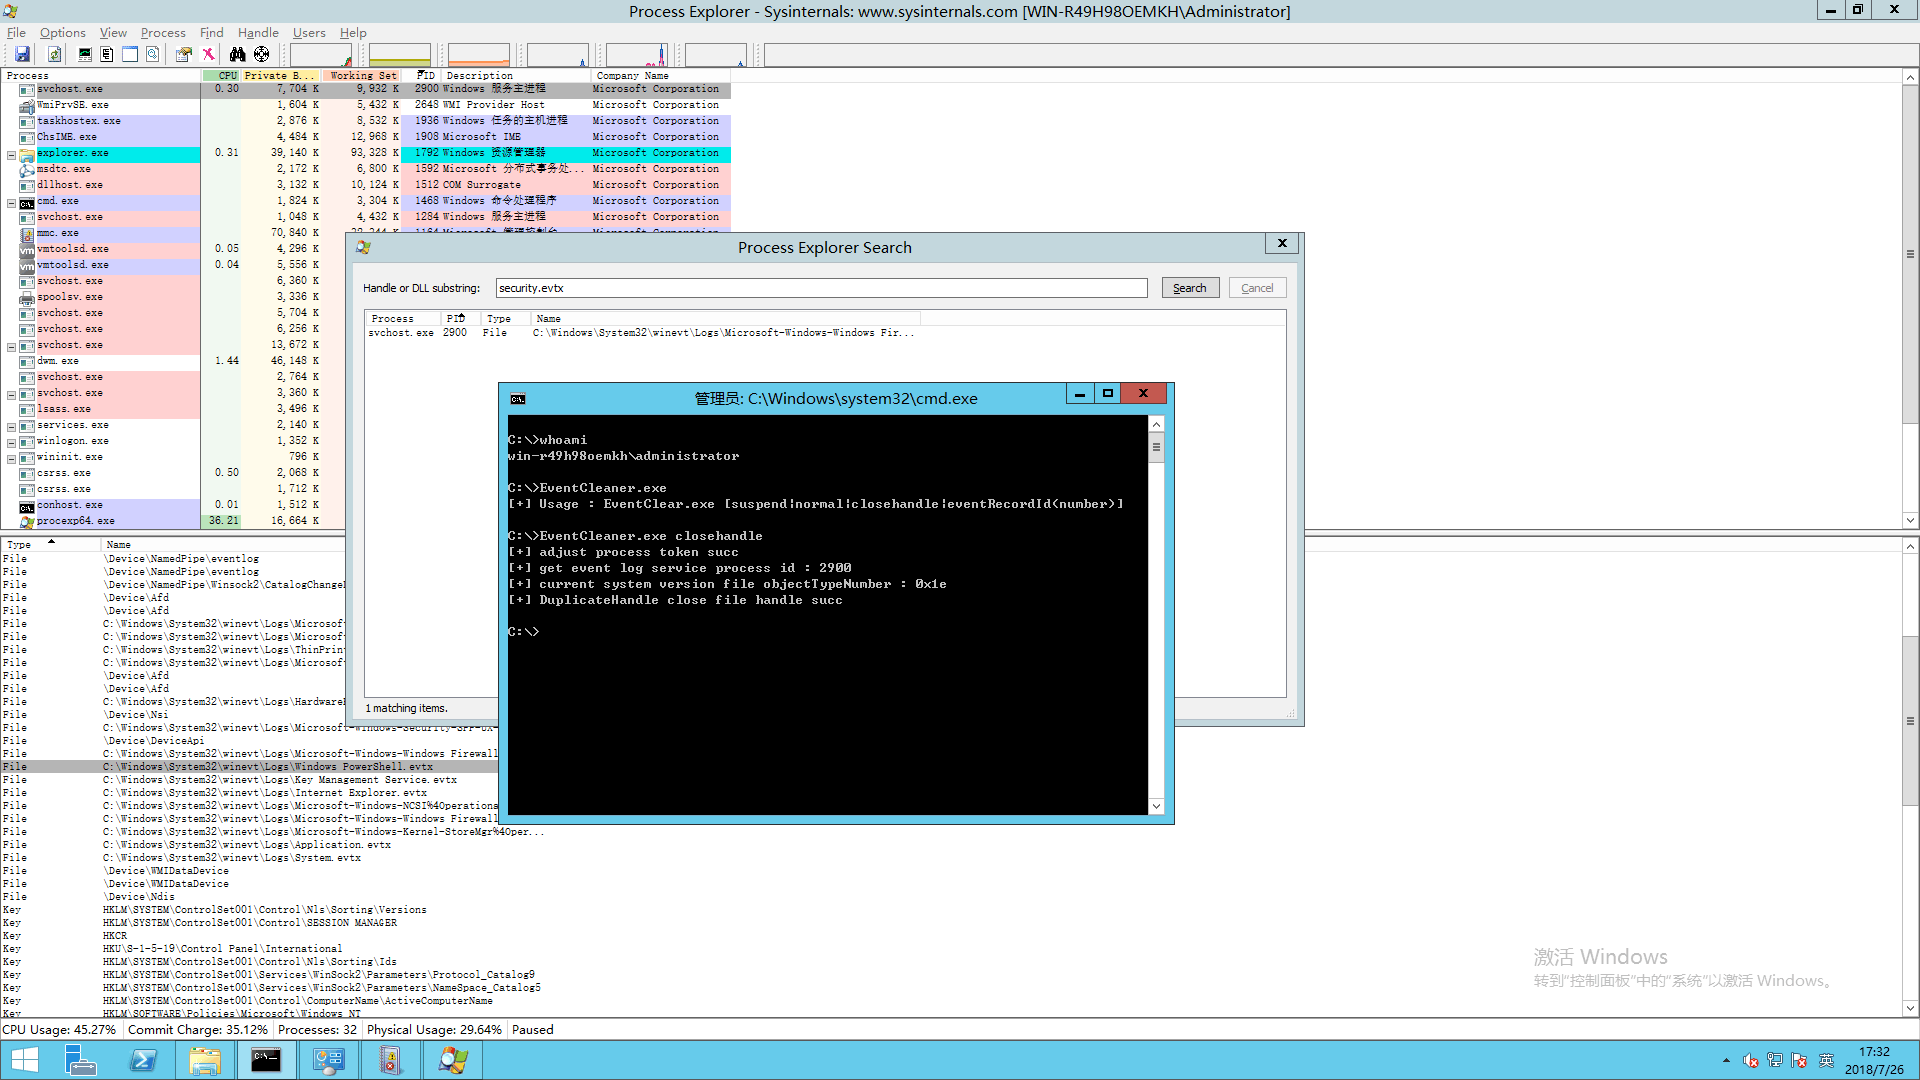 Process Explorer - Sysinternals: www.sysinternals.com [WIN-R49H98OEMKH\Administrator]
File Options View Process Find Handle Users Help
Process CPU Private B... Working Set PID Description Company Name
svchost.exe 0.30 7,704 K 9,932 K 2900 Windows 服务主进程 Microsoft Corporation
WmiPrvSE.exe 1,604 K 5,432 K 2648 WMI Provider Host Microsoft Corporation
taskhostex.exe 2,876 K 8,532 K 1936 Windows 任务的主机进程 Microsoft Corporation
ChsIME.exe 4,484 K 12,968 K 1908 Microsoft IME Microsoft Corporation
explorer.exe 0.31 39,140 K 93,328 K 1792 Windows 资源管理器 Microsoft Corporation
msdtc.exe 2,172 K 6,800 K 1592 Microsoft 分布式事务处... Microsoft Corporation
dllhost.exe 3,132 K 10,124 K 1512 COM Surrogate Microsoft Corporation
cmd.exe 1,824 K 3,304 K 1468 Windows 命令处理程序 Microsoft Corporation
svchost.exe 1,048 K 4,432 K 1284 Windows 服务主进程 Microsoft Corporation
mmc.exe 70,840 K
vmtoolsd.exe 0.05 4,296 K
vmtoolsd.exe 0.04 5,556 K
svchost.exe 6,360 K
spoolsv.exe 3,336 K
svchost.exe 5,704 K
svchost.exe 6,256 K
svchost.exe 13,672 K
dwm.exe 1.44 46,148 K
svchost.exe 2,764 K
svchost.exe 3,360 K
lsass.exe 3,496 K
services.exe 2,140 K
winlogon.exe 1,352 K
wininit.exe 796 K
csrss.exe 0.50 2,068 K
csrss.exe 1,712 K
conhost.exe 0.01 1,512 K
procexp64.exe 36.21 16,664 K
Process Explorer Search
Handle or DLL substring: security.evtx Search Cancel
Process PID Type Name
svchost.exe 2900 File C:\Windows\System32\winevt\Logs\Microsoft-Windows-Windows Fir...
1 matching items.
管理员: C:\Windows\system32\cmd.exe
C:\>whoami
win-r49h98oemkh\administrator
C:\>EventCleaner.exe
[+] Usage : EventClear.exe [suspend|normal|closehandle|eventRecordId(number)]
C:\>EventCleaner.exe closehandle
[+] adjust process token succ
[+] get event log service process id : 2900
[+] current system version file objectTypeNumber : 0x1e
[+] DuplicateHandle close file handle succ
C:\>
Type Name
File \Device\NamedPipe\eventlog
File \Device\NamedPipe\eventlog
File \Device\NamedPipe\Winsock2\CatalogChange
File \Device\Afd
File \Device\Afd
File C:\Windows\System32\winevt\Logs\Microsof
File C:\Windows\System32\winevt\Logs\Microsof
File C:\Windows\System32\winevt\Logs\ThinPrin
File C:\Windows\System32\winevt\Logs\Microsof
File \Device\Afd
File \Device\Afd
File C:\Windows\System32\winevt\Logs\Hardware
File \Device\Nsi
File C:\Windows\System32\winevt\Logs\Microsoft-Windows-Security-SPP-UX-
File \Device\DeviceApi
File C:\Windows\System32\winevt\Logs\Microsoft-Windows-Windows Firewall
File C:\Windows\System32\winevt\Logs\Windows PowerShell.evtx
File C:\Windows\System32\winevt\Logs\Key Management Service.evtx
File C:\Windows\System32\winevt\Logs\Internet Explorer.evtx
File C:\Windows\System32\winevt\Logs\Microsoft-Windows-NCSI%4Operationa
File C:\Windows\System32\winevt\Logs\Microsoft-Windows-Windows Firewall
File C:\Windows\System32\winevt\Logs\Microsoft-Windows-Kernel-StoreMgr%4Oper...
File C:\Windows\System32\winevt\Logs\Application.evtx
File C:\Windows\System32\winevt\Logs\System.evtx
File \Device\WMIDataDevice
File \Device\WMIDataDevice
File \Device\Ndis
Key HKLM\SYSTEM\ControlSet001\Control\Nls\Sorting\Versions
Key HKLM\SYSTEM\ControlSet001\Control\SESSION MANAGER
Key HKCR
Key HKU\S-1-5-19\Control Panel\International
Key HKLM\SYSTEM\ControlSet001\Control\Nls\Sorting\Ids
Key HKLM\SYSTEM\ControlSet001\Services\WinSock2\Parameters\Protocol_Catalog9
Key HKLM\SYSTEM\ControlSet001\Services\WinSock2\Parameters\NameSpace_Catalog5
Key HKLM\SYSTEM\ControlSet001\Control\ComputerName\ActiveComputerName
Key HKLM\SOFTWARE\Policies\Microsoft\Windows NT
激活 Windows
转到“控制面板”中的“系统”以激活 Windows。
CPU Usage: 45.27% Commit Charge: 35.12% Processes: 32 Physical Usage: 29.64% Paused
英
17:32
2018/7/26